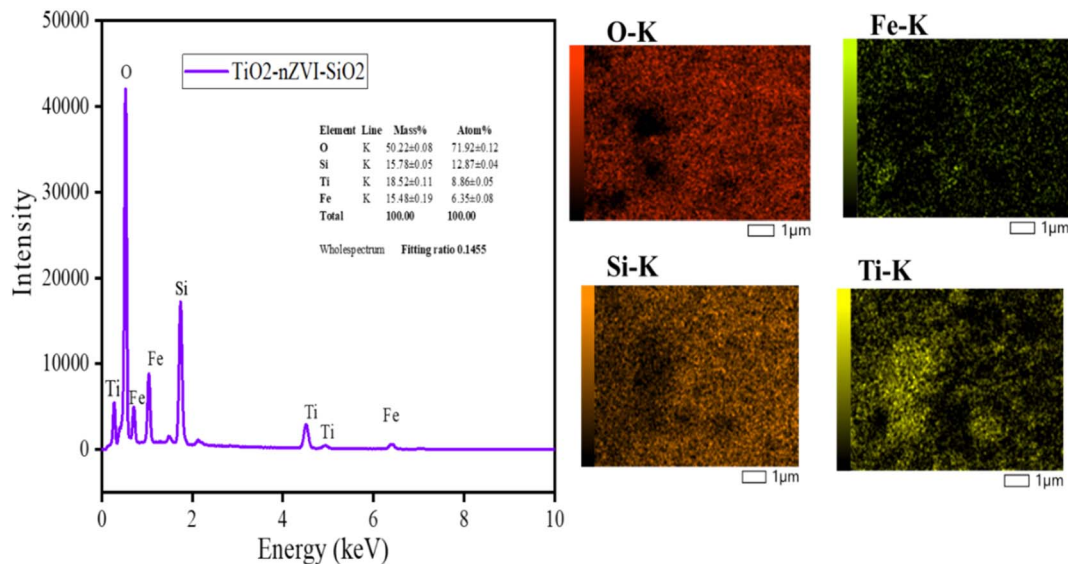 50000
40000
30000
20000
10000
0
Intensity
0 2 4 6 8 10
Energy (keV)
TiO2-nZVI-SiO2
O
Ti
Fe
Fe
Si
Ti
Ti
Fe
Element Line Mass% Atom%
O K 50.22±0.08 71.92±0.12
Si K 15.78±0.05 12.87±0.04
Ti K 18.52±0.11 8.86±0.05
Fe K 15.48±0.19 6.35±0.08
Total 100.00 100.00
Wholespectrum Fitting ratio 0.1455
O-K
1μm
Fe-K
1μm
Si-K
1μm
Ti-K
1μm